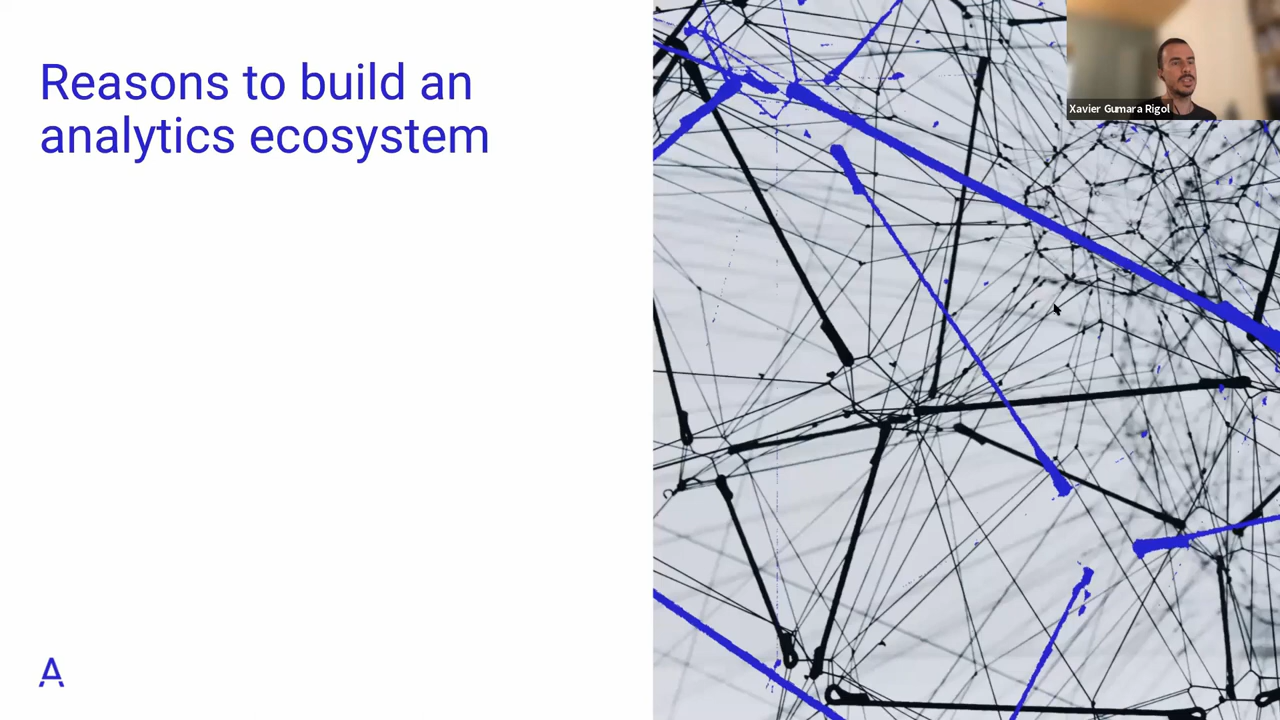 Reasons to build an
analytics ecosystem
Xavier Gumara Rigol
A